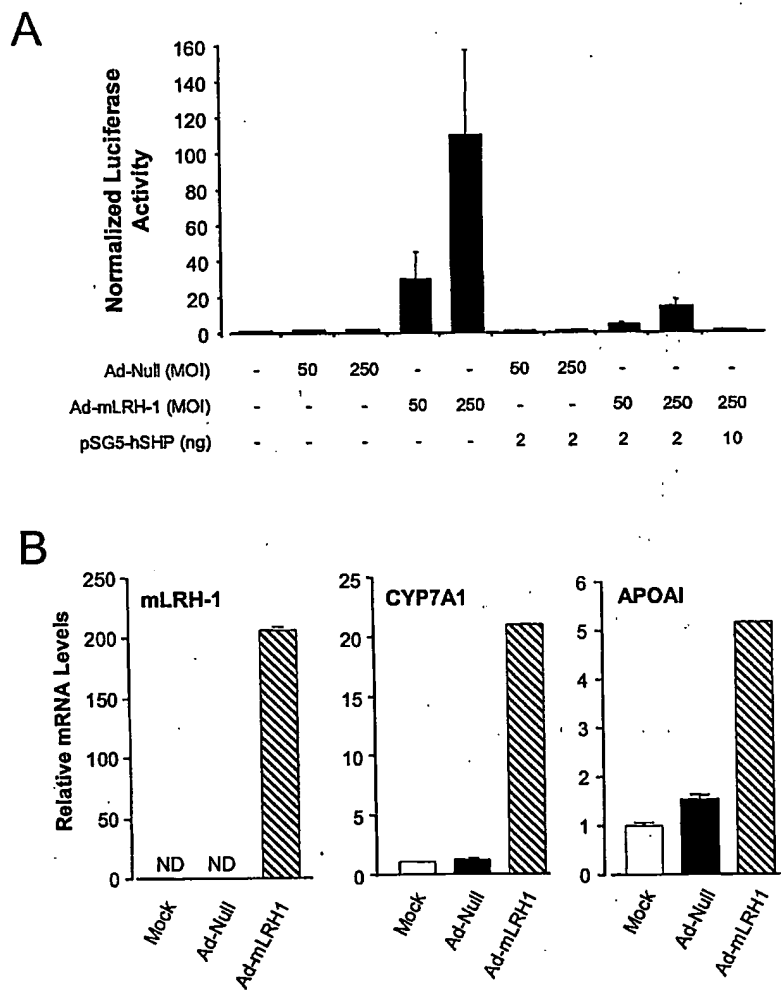 A
Normalized Luciferase
Activity
160
140
120
100
80
60
40
20
0
Ad-Null (MOI) - 50 250 - - 50 250 - - -
Ad-mLRH-1 (MOI) - - - 50 250 - - 50 250 250
pSG5-hSHP (ng) - - - - - 2 2 2 2 10
B
Relative mRNA Levels
mLRH-1
250
200
150
100
50
0
ND ND
Mock Ad-Null Ad-mLRH1
CYP7A1
25
20
15
10
5
0
Mock Ad-Null Ad-mLRH1
APOAI
6
5
4
3
2
1
0
Mock Ad-Null Ad-mLRH1